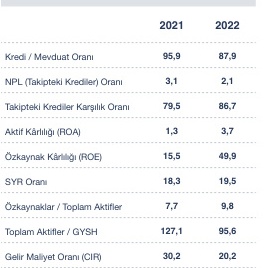 2021 2022
Kredi / Mevduat Oranı 95,9 87,9
NPL (Takipteki Krediler) Oranı 3,1 2,1
Takipteki Krediler Karşılık Oranı 79,5 86,7
Aktif Kârlılığı (ROA) 1,3 3,7
Özkaynak Kârlılığı (ROE) 15,5 49,9
SYR Oranı 18,3 19,5
Özkaynaklar / Toplam Aktifler 7,7 9,8
Toplam Aktifler / GYSH 127,1 95,6
Gelir Maliyet Oranı (CIR) 30,2 20,2